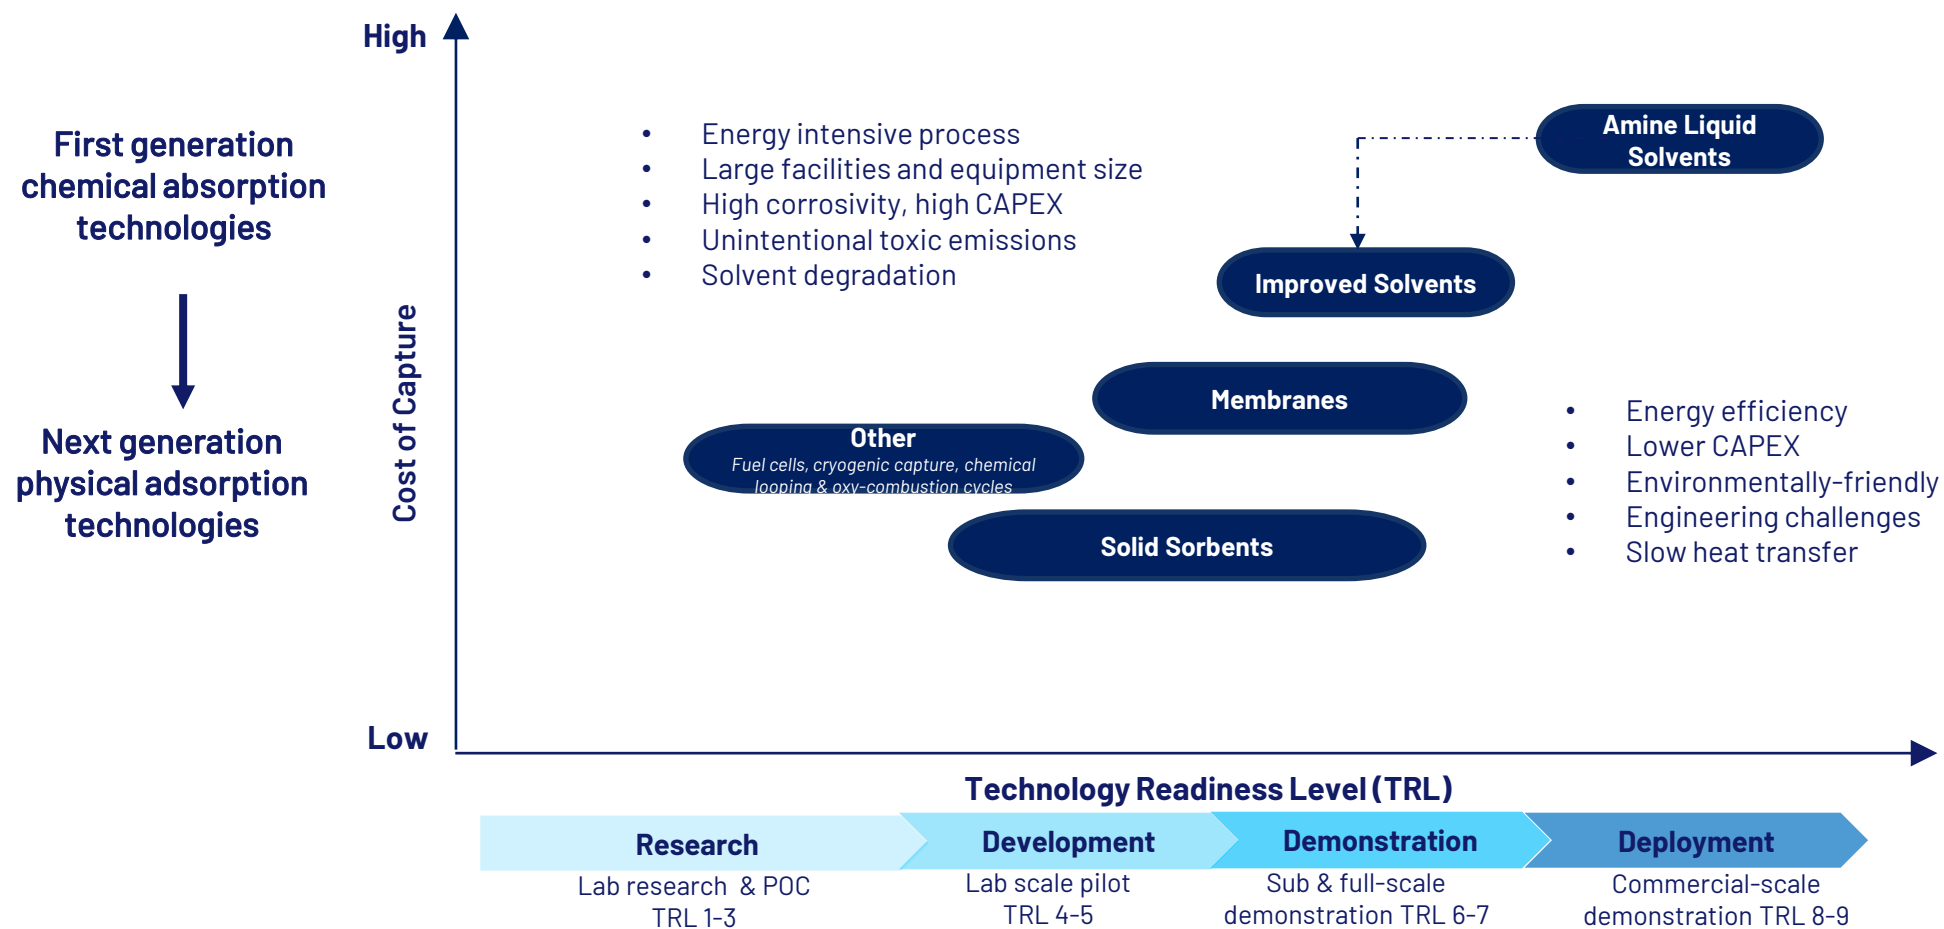 High
First generation
chemical absorption
technologies
Next generation
physical adsorption
technologies
Cost of Capture
• Energy intensive process
• Large facilities and equipment size
• High corrosivity, high CAPEX
• Unintentional toxic emissions
• Solvent degradation
Amine Liquid
Solvents
Improved Solvents
Membranes
Other
Fuel cells, cryogenic capture, chemical
looping & oxy-combustion cycles
Solid Sorbents
• Energy efficiency
• Lower CAPEX
• Environmentally-friendly
• Engineering challenges
• Slow heat transfer
Low
Technology Readiness Level (TRL)
Research
Lab research & POC
TRL 1-3
Development
Lab scale pilot
TRL 4-5
Demonstration
Sub & full-scale
demonstration TRL 6-7
Deployment
Commercial-scale
demonstration TRL 8-9